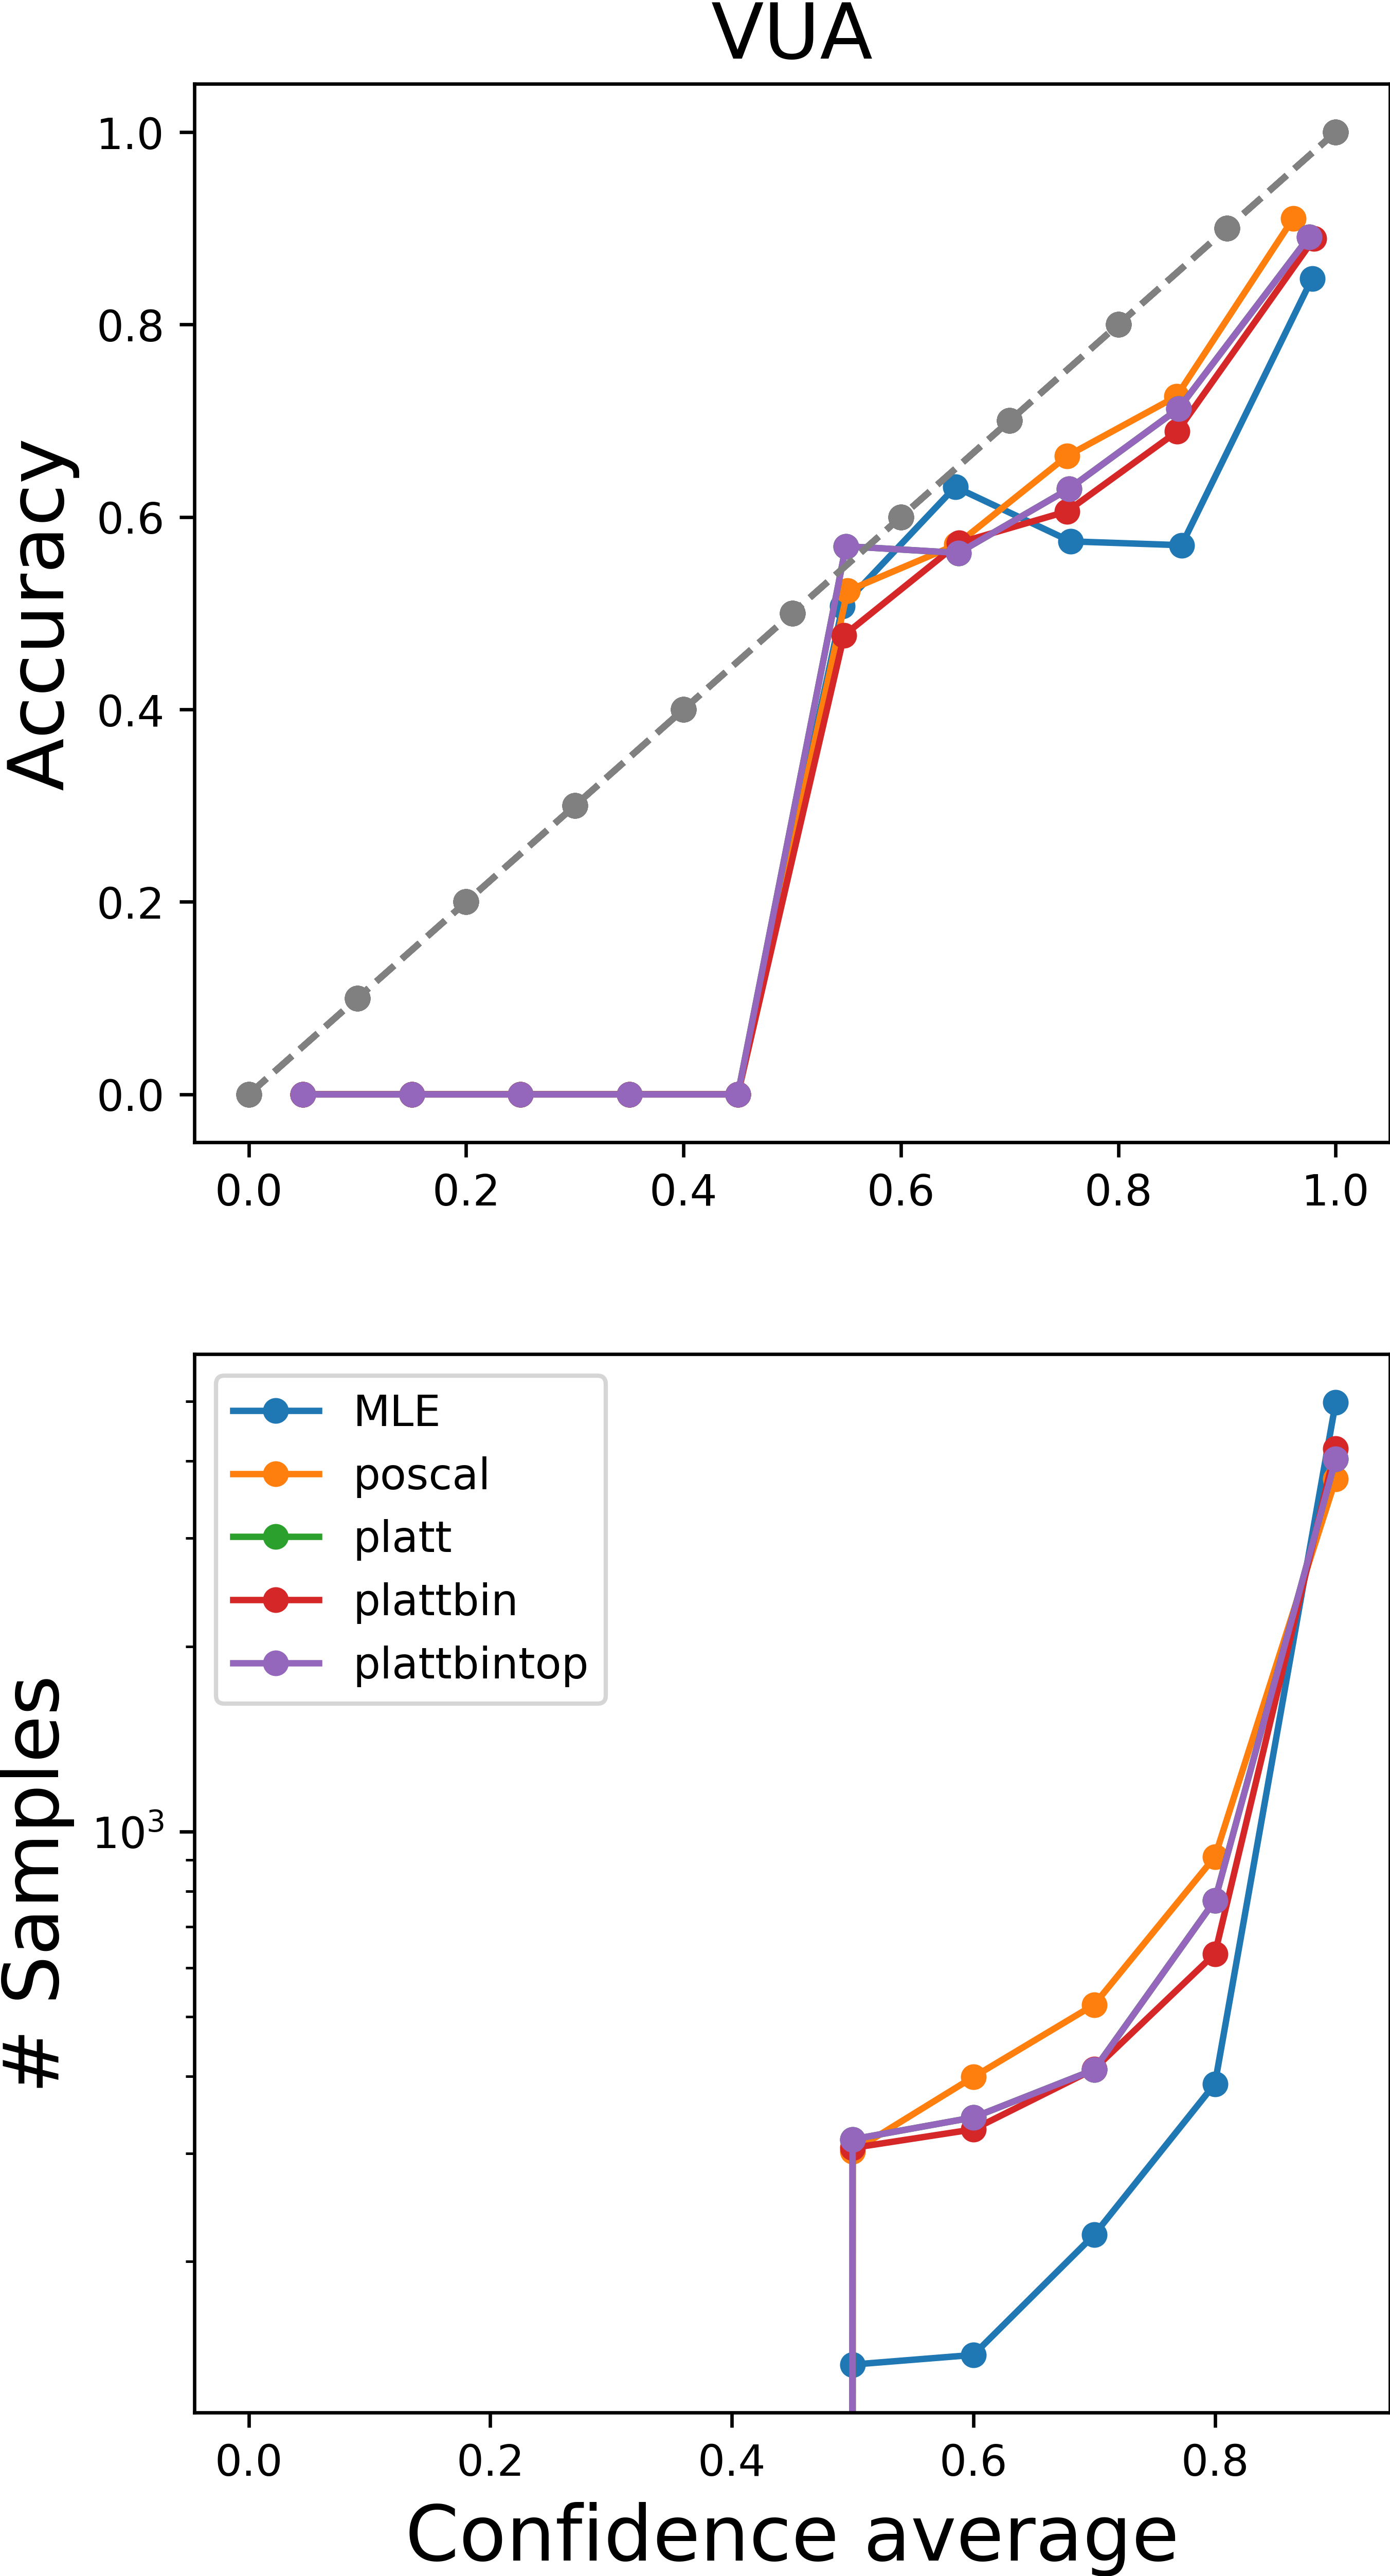 VUA
Accuracy
1.0
0.8
0.6
0.4
0.2
0.0
0.0 0.2 0.4 0.6 0.8 1.0
# Samples
10³
MLE
poscal
platt
plattbin
plattbintop
0.0 0.2 0.4 0.6 0.8
Confidence average